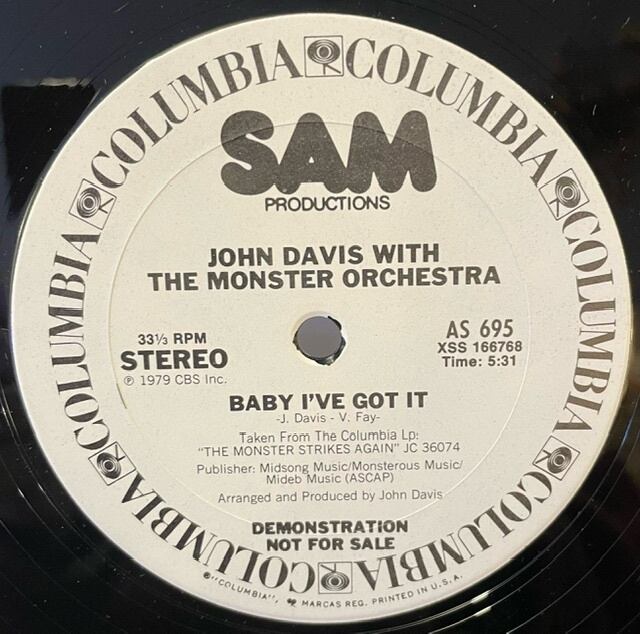 COLUMBIA COLUMBIA COLUMBIA COLUMBIA COLUMBIA COLUMBIA COLUMBIA
SAM
PRODUCTIONS
JOHN DAVIS WITH
THE MONSTER ORCHESTRA
33⅓ RPM
STEREO
℗ 1979 CBS Inc.
AS 695
XSS 166768
Time: 5:31
BABY I'VE GOT IT
-J. Davis - V. Fay-
Taken From The Columbia Lp:
"THE MONSTER STRIKES AGAIN" JC 36074
Publisher: Midsong Music/Monsterous Music/
Mideb Music (ASCAP)
Arranged and Produced by John Davis
DEMONSTRATION
NOT FOR SALE
®"COLUMBIA", MARCAS REG. PRINTED IN U.S.A.